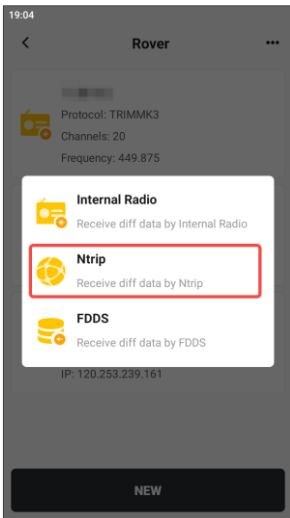 19:04
Rover
Protocol: TRIMMK3
Channels: 20
Frequency: 449.875
Internal Radio
Receive diff data by Internal Radio
Ntrip
Receive diff data by Ntrip
FDDS
Receive diff data by FDDS
IP: 120.253.239.161
NEW